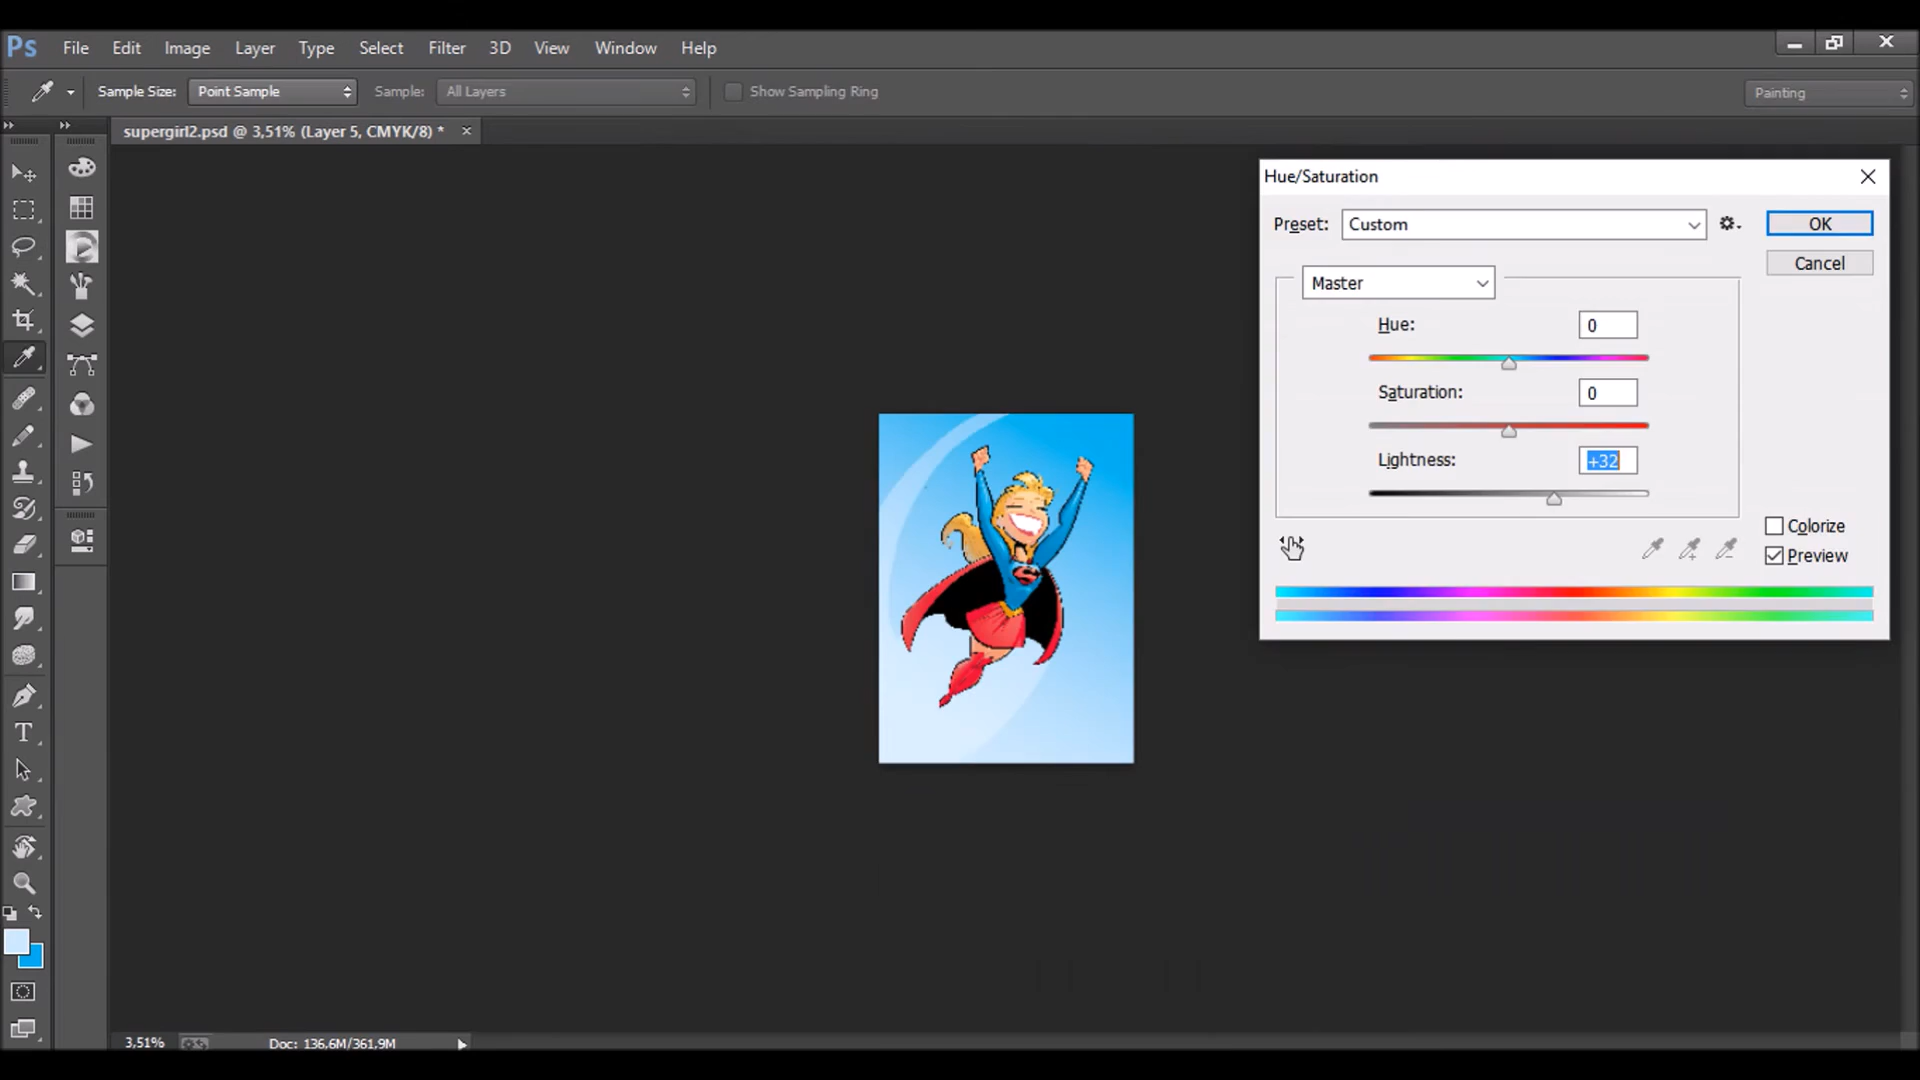 Ps File Edit Image Layer Type Select Filter 3D View Window Help
Sample Size: Point Sample Sample: All Layers Show Sampling Ring Painting
supergirl2.psd @ 3,51% (Layer 5, CMYK/8) * ×
Hue/Saturation
Preset: Custom OK
Cancel
Master
Hue: 0
Saturation: 0
Lightness: +32
Colorize
Preview
T
S
3,51% Doc: 136,6M/361,9M